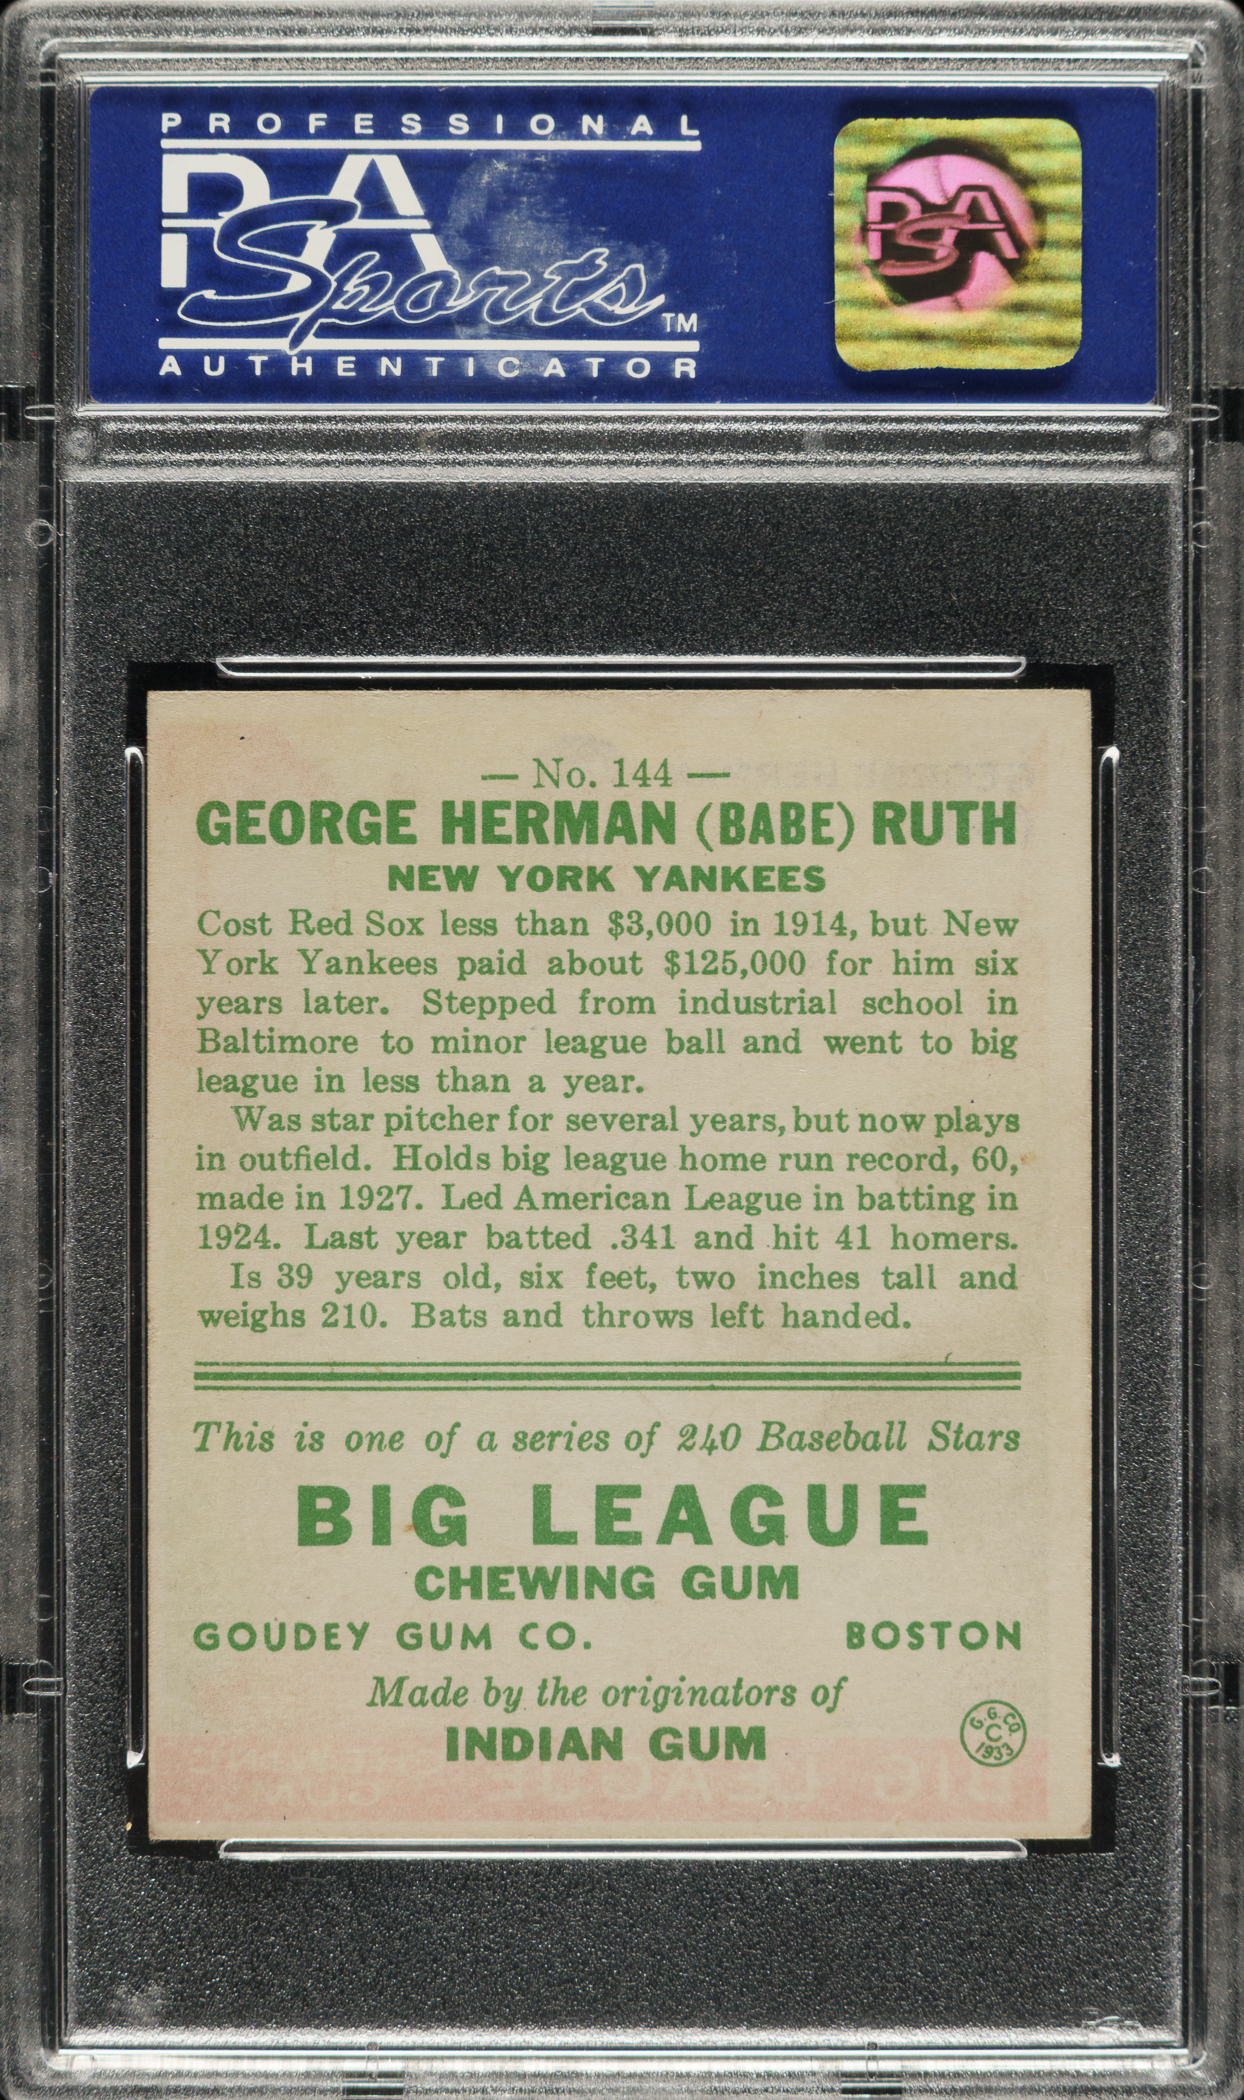 PROFESSIONAL
PSA
Sports™
AUTHENTICATOR
PSA
— No. 144 —
GEORGE HERMAN (BABE) RUTH
NEW YORK YANKEES
Cost Red Sox less than $3,000 in 1914, but New
York Yankees paid about $125,000 for him six
years later. Stepped from industrial school in
Baltimore to minor league ball and went to big
league in less than a year.
Was star pitcher for several years, but now plays
in outfield. Holds big league home run record, 60,
made in 1927. Led American League in batting in
1924. Last year batted .341 and hit 41 homers.
Is 39 years old, six feet, two inches tall and
weighs 210. Bats and throws left handed.
This is one of a series of 240 Baseball Stars
BIG LEAGUE
CHEWING GUM
GOUDEY GUM CO. BOSTON
Made by the originators of
INDIAN GUM
G.G.CO.
C
1933
BIG LEAGUE